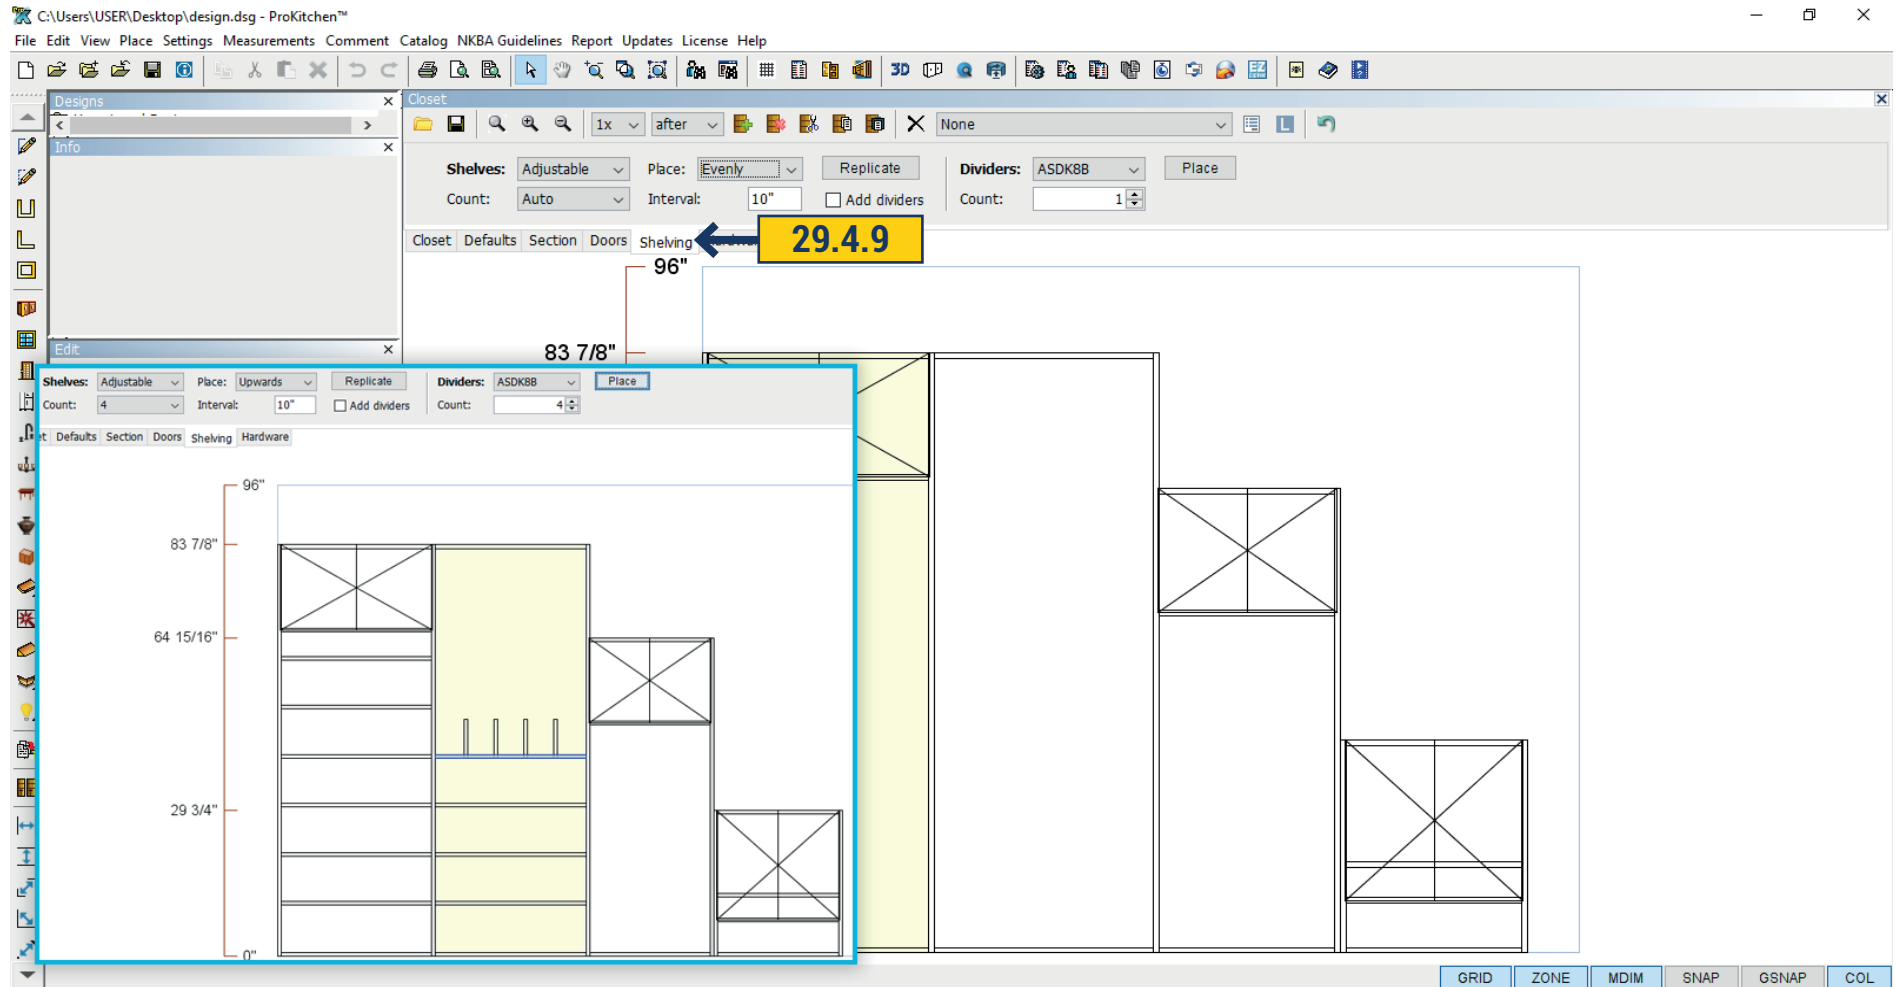 C:\Users\USER\Desktop\design.dsg - ProKitchen™
File Edit View Place Settings Measurements Comment Catalog NKBA Guidelines Report Updates License Help
3D
EZ
Designs
Closet
1x after None L
Info
Shelves: Adjustable Place: Evenly Replicate Dividers: ASDK8B Place
Count: Auto Interval: 10" Add dividers Count: 1
Closet Defaults Section Doors Shelving
29.4.9
96"
83 7/8"
Edit
Shelves: Adjustable Place: Upwards Replicate Dividers: ASDK8B Place
Count: 4 Interval: 10" Add dividers Count: 4
et Defaults Section Doors Shelving Hardware
96"
83 7/8"
64 15/16"
29 3/4"
0"
GRID ZONE MDIM SNAP GSNAP COL